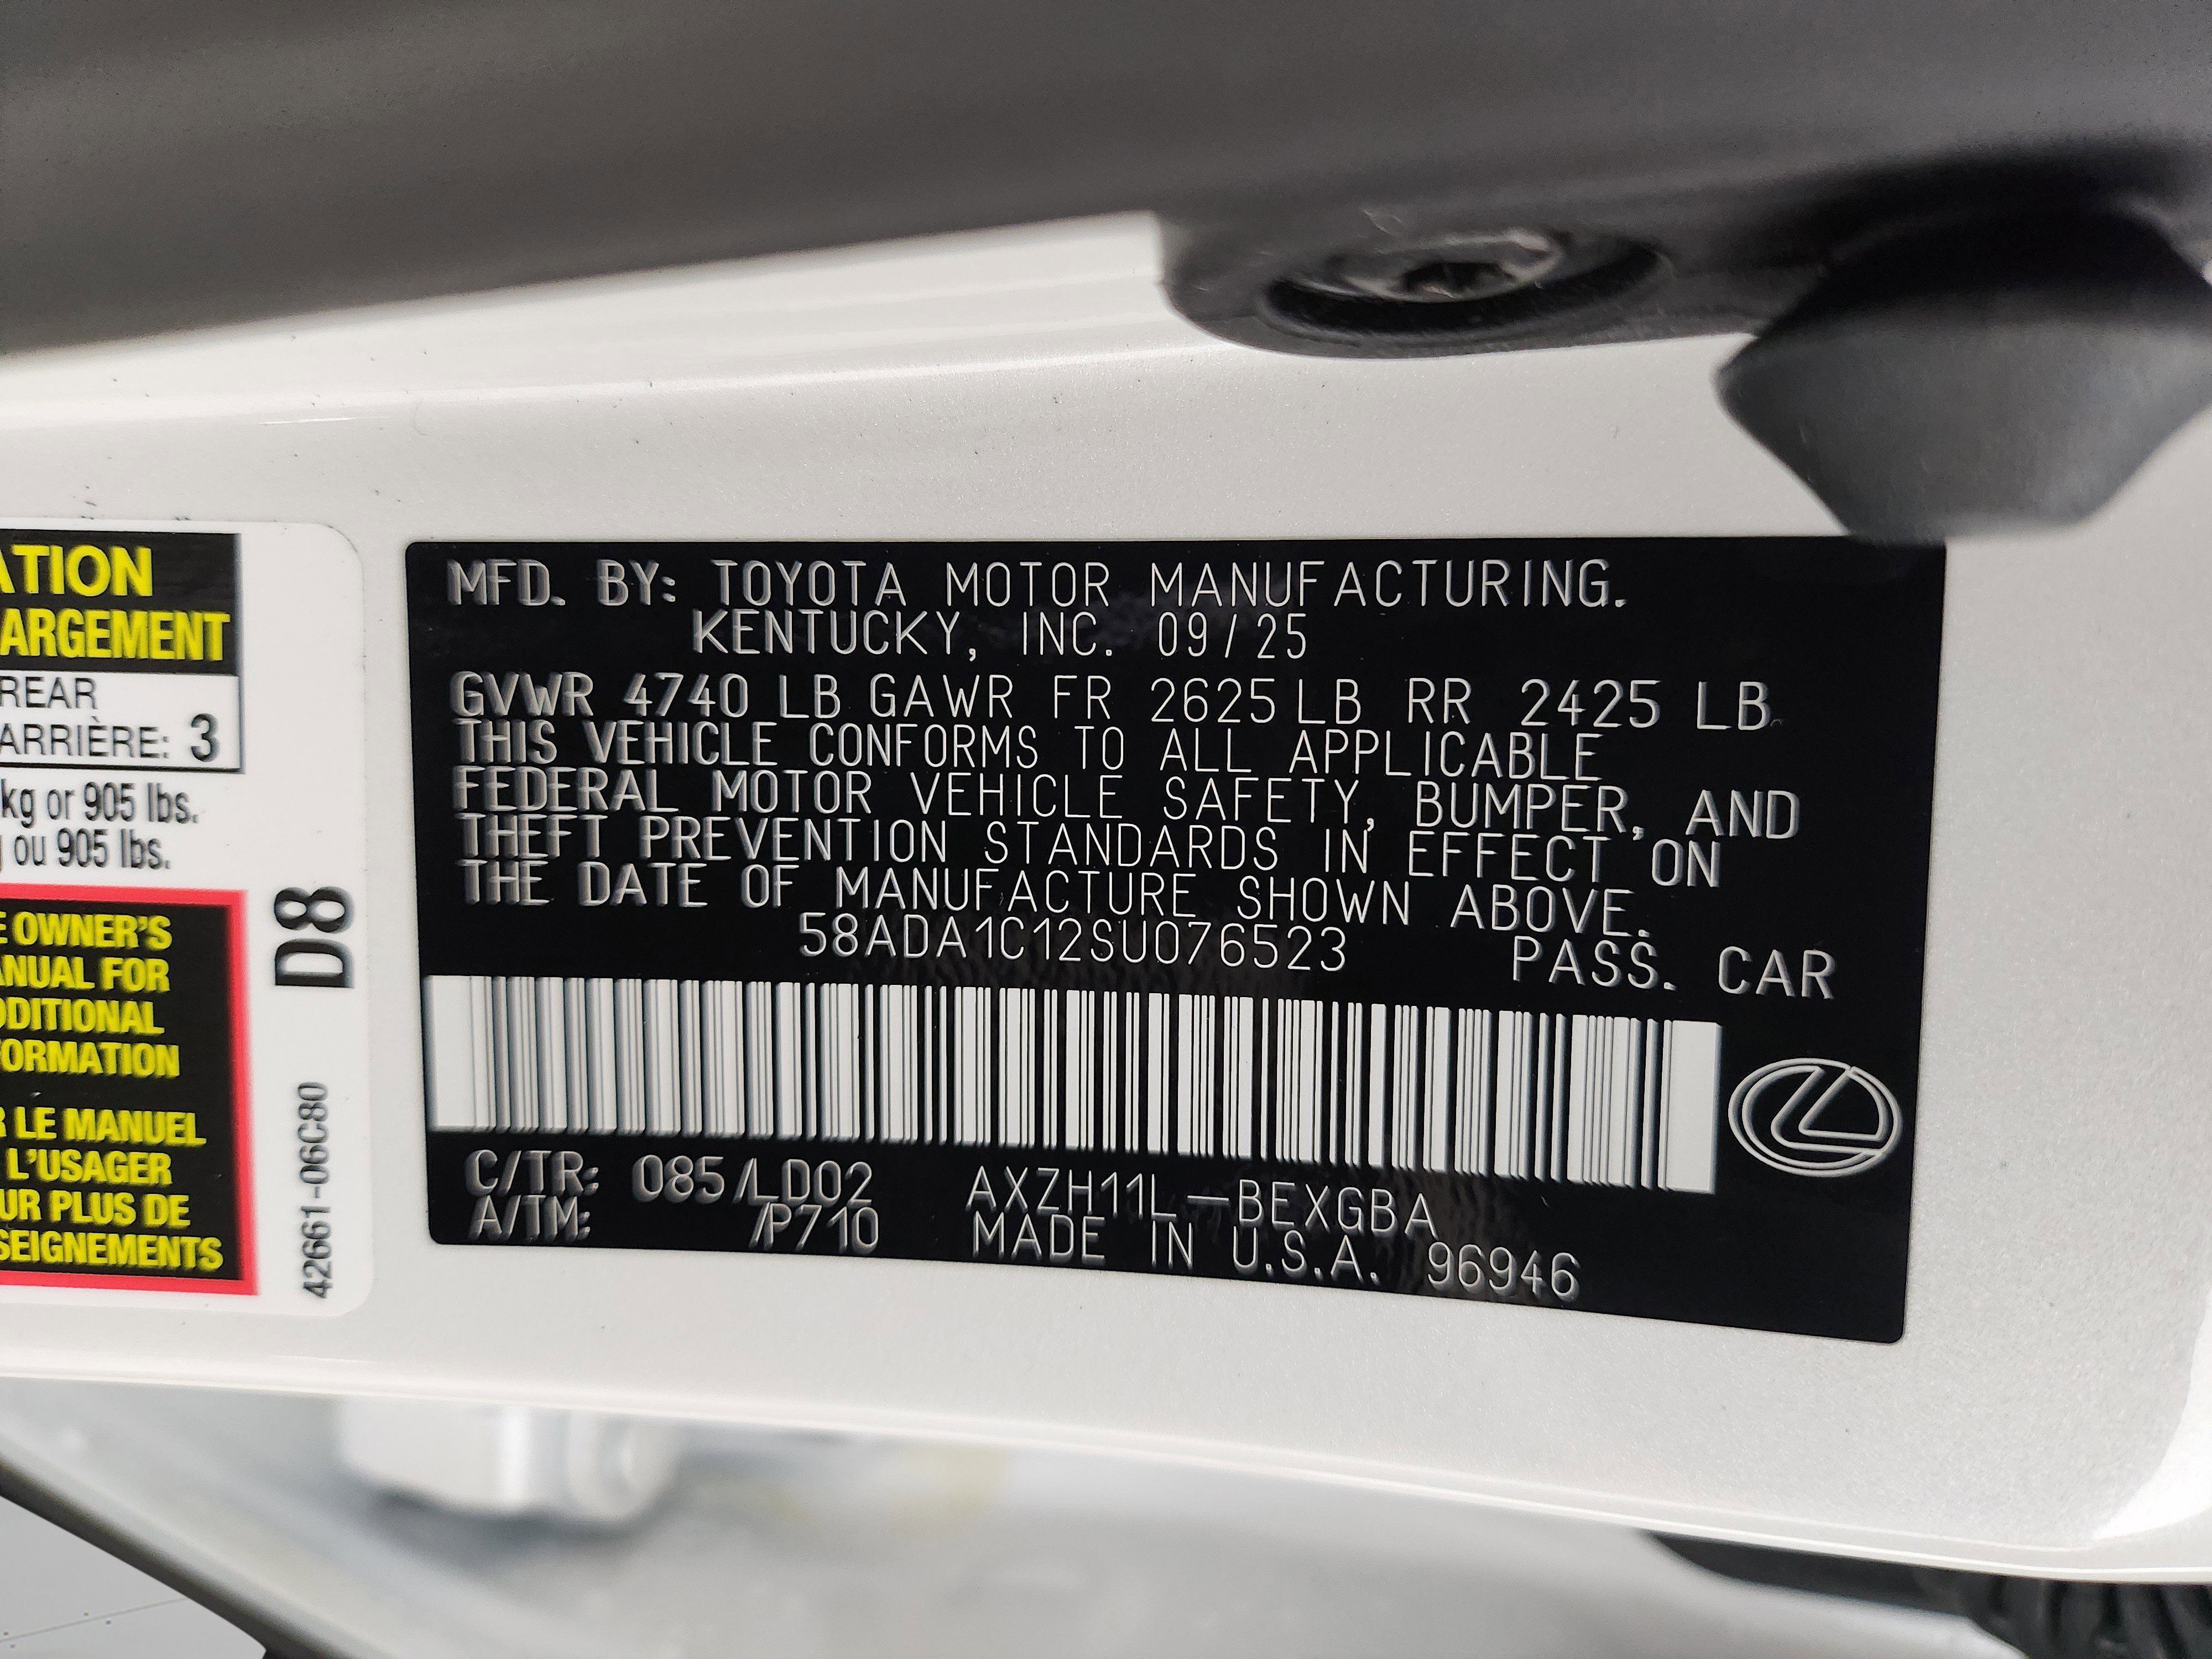 ATION
ARGEMENT
REAR
ARRIÈRE: 3
kg or 905 lbs.
ou 905 lbs.
E OWNER'S
ANUAL FOR
DDITIONAL
FORMATION
R LE MANUEL
L'USAGER
UR PLUS DE
SEIGNEMENTS
D8
42661-06C80
MFD. BY: TOYOTA MOTOR MANUFACTURING.
KENTUCKY, INC. 09/25
GVWR 4740 LB GAWR FR 2625 LB RR 2425 LB
THIS VEHICLE CONFORMS TO ALL APPLICABLE
FEDERAL MOTOR VEHICLE SAFETY, BUMPER, AND
THEFT PREVENTION STANDARDS IN EFFECT ON
THE DATE OF MANUFACTURE SHOWN ABOVE.
58ADA1C12SU076523 PASS. CAR
C/TR: 085/LD02 AXZH11L-BEXGBA
A/TM: /P710 MADE IN U.S.A. 96946